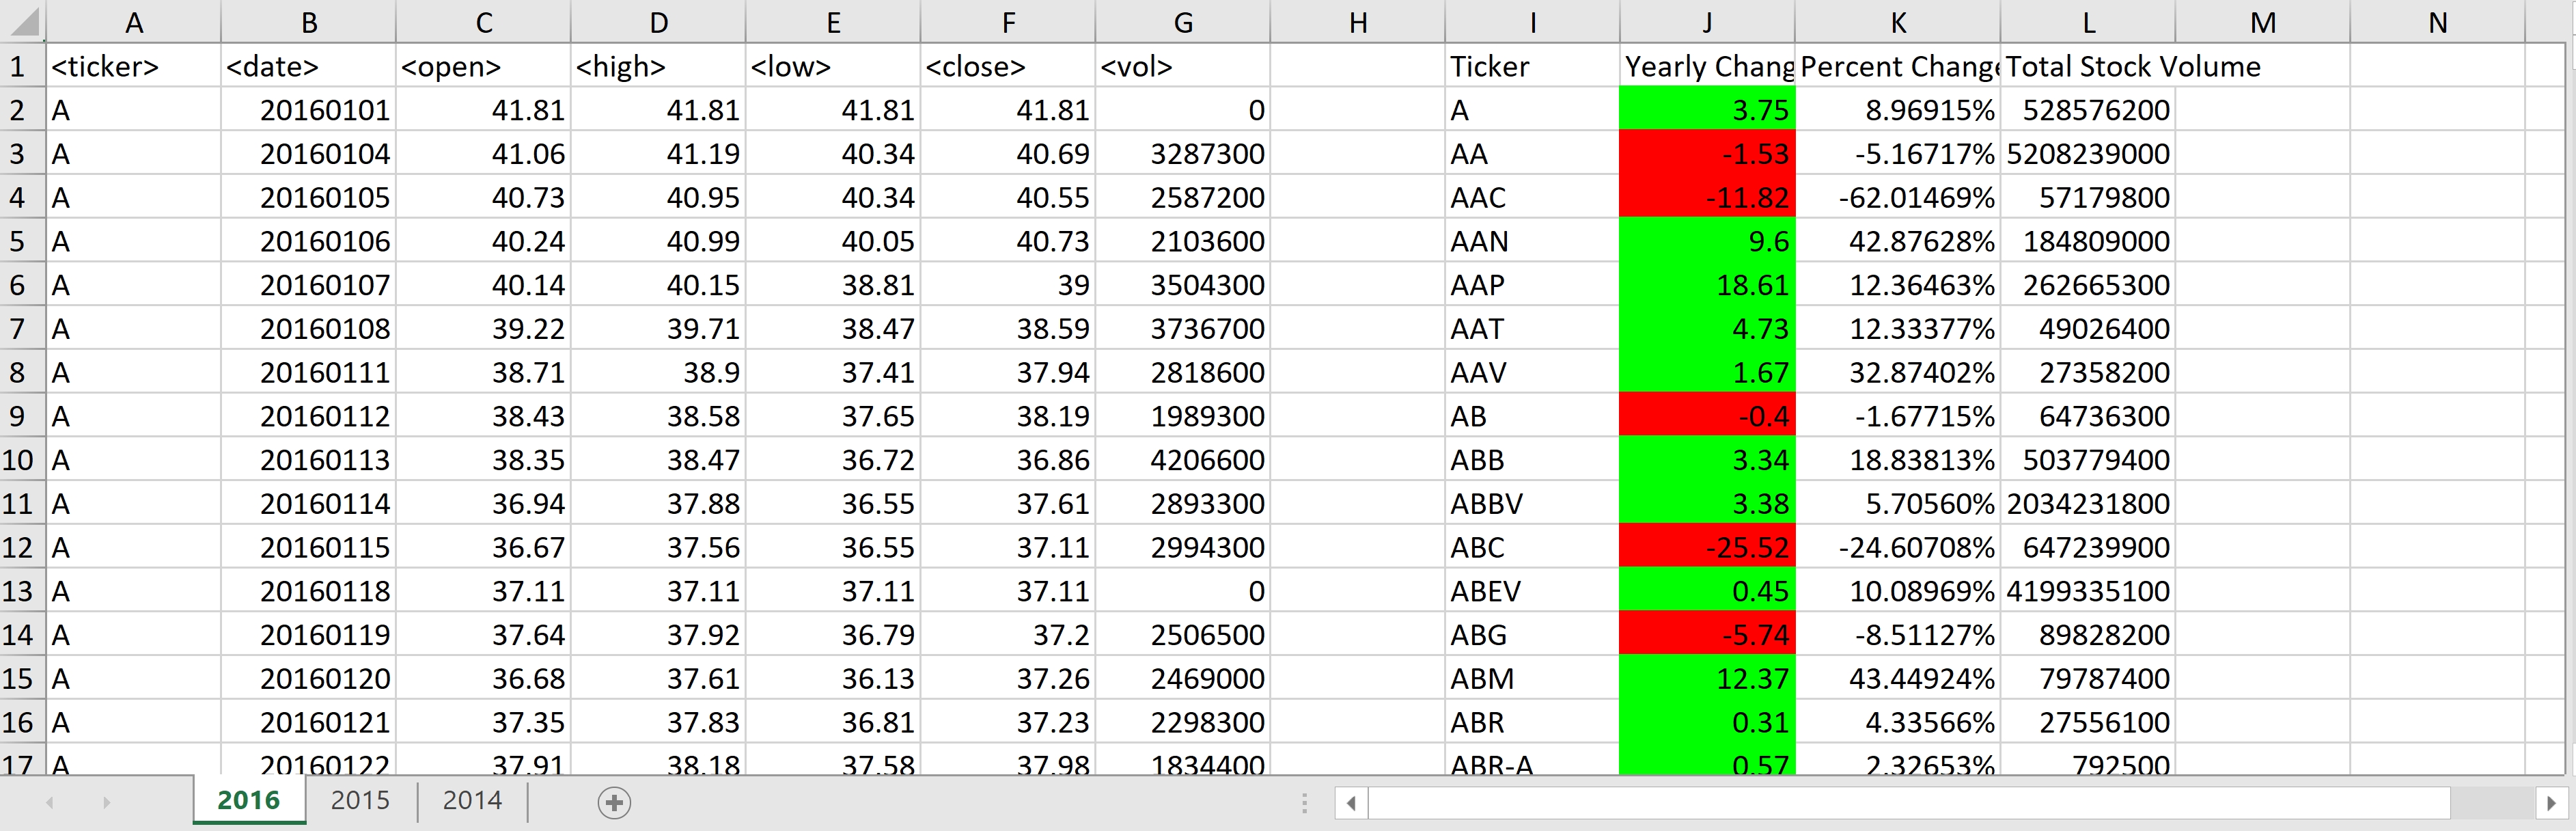 A B C D E F G H I J K L M N
1 <ticker> <date> <open> <high> <low> <close> <vol> Ticker Yearly Chang Percent Change Total Stock Volume
2 A 20160101 41.81 41.81 41.81 41.81 0 A 3.75 8.96915% 528576200
3 A 20160104 41.06 41.19 40.34 40.69 3287300 AA -1.53 -5.16717% 5208239000
4 A 20160105 40.73 40.95 40.34 40.55 2587200 AAC -11.82 -62.01469% 57179800
5 A 20160106 40.24 40.99 40.05 40.73 2103600 AAN 9.6 42.87628% 184809000
6 A 20160107 40.14 40.15 38.81 39 3504300 AAP 18.61 12.36463% 262665300
7 A 20160108 39.22 39.71 38.47 38.59 3736700 AAT 4.73 12.33377% 49026400
8 A 20160111 38.71 38.9 37.41 37.94 2818600 AAV 1.67 32.87402% 27358200
9 A 20160112 38.43 38.58 37.65 38.19 1989300 AB -0.4 -1.67715% 64736300
10 A 20160113 38.35 38.47 36.72 36.86 4206600 ABB 3.34 18.83813% 503779400
11 A 20160114 36.94 37.88 36.55 37.61 2893300 ABBV 3.38 5.70560% 2034231800
12 A 20160115 36.67 37.56 36.55 37.11 2994300 ABC -25.52 -24.60708% 647239900
13 A 20160118 37.11 37.11 37.11 37.11 0 ABEV 0.45 10.08969% 4199335100
14 A 20160119 37.64 37.92 36.79 37.2 2506500 ABG -5.74 -8.51127% 89828200
15 A 20160120 36.68 37.61 36.13 37.26 2469000 ABM 12.37 43.44924% 79787400
16 A 20160121 37.35 37.83 36.81 37.23 2298300 ABR 0.31 4.33566% 27556100
17 A 20160122 37.91 38.18 37.58 37.98 1834400 ABR-A 0.57 2.32653% 792500
2016 2015 2014